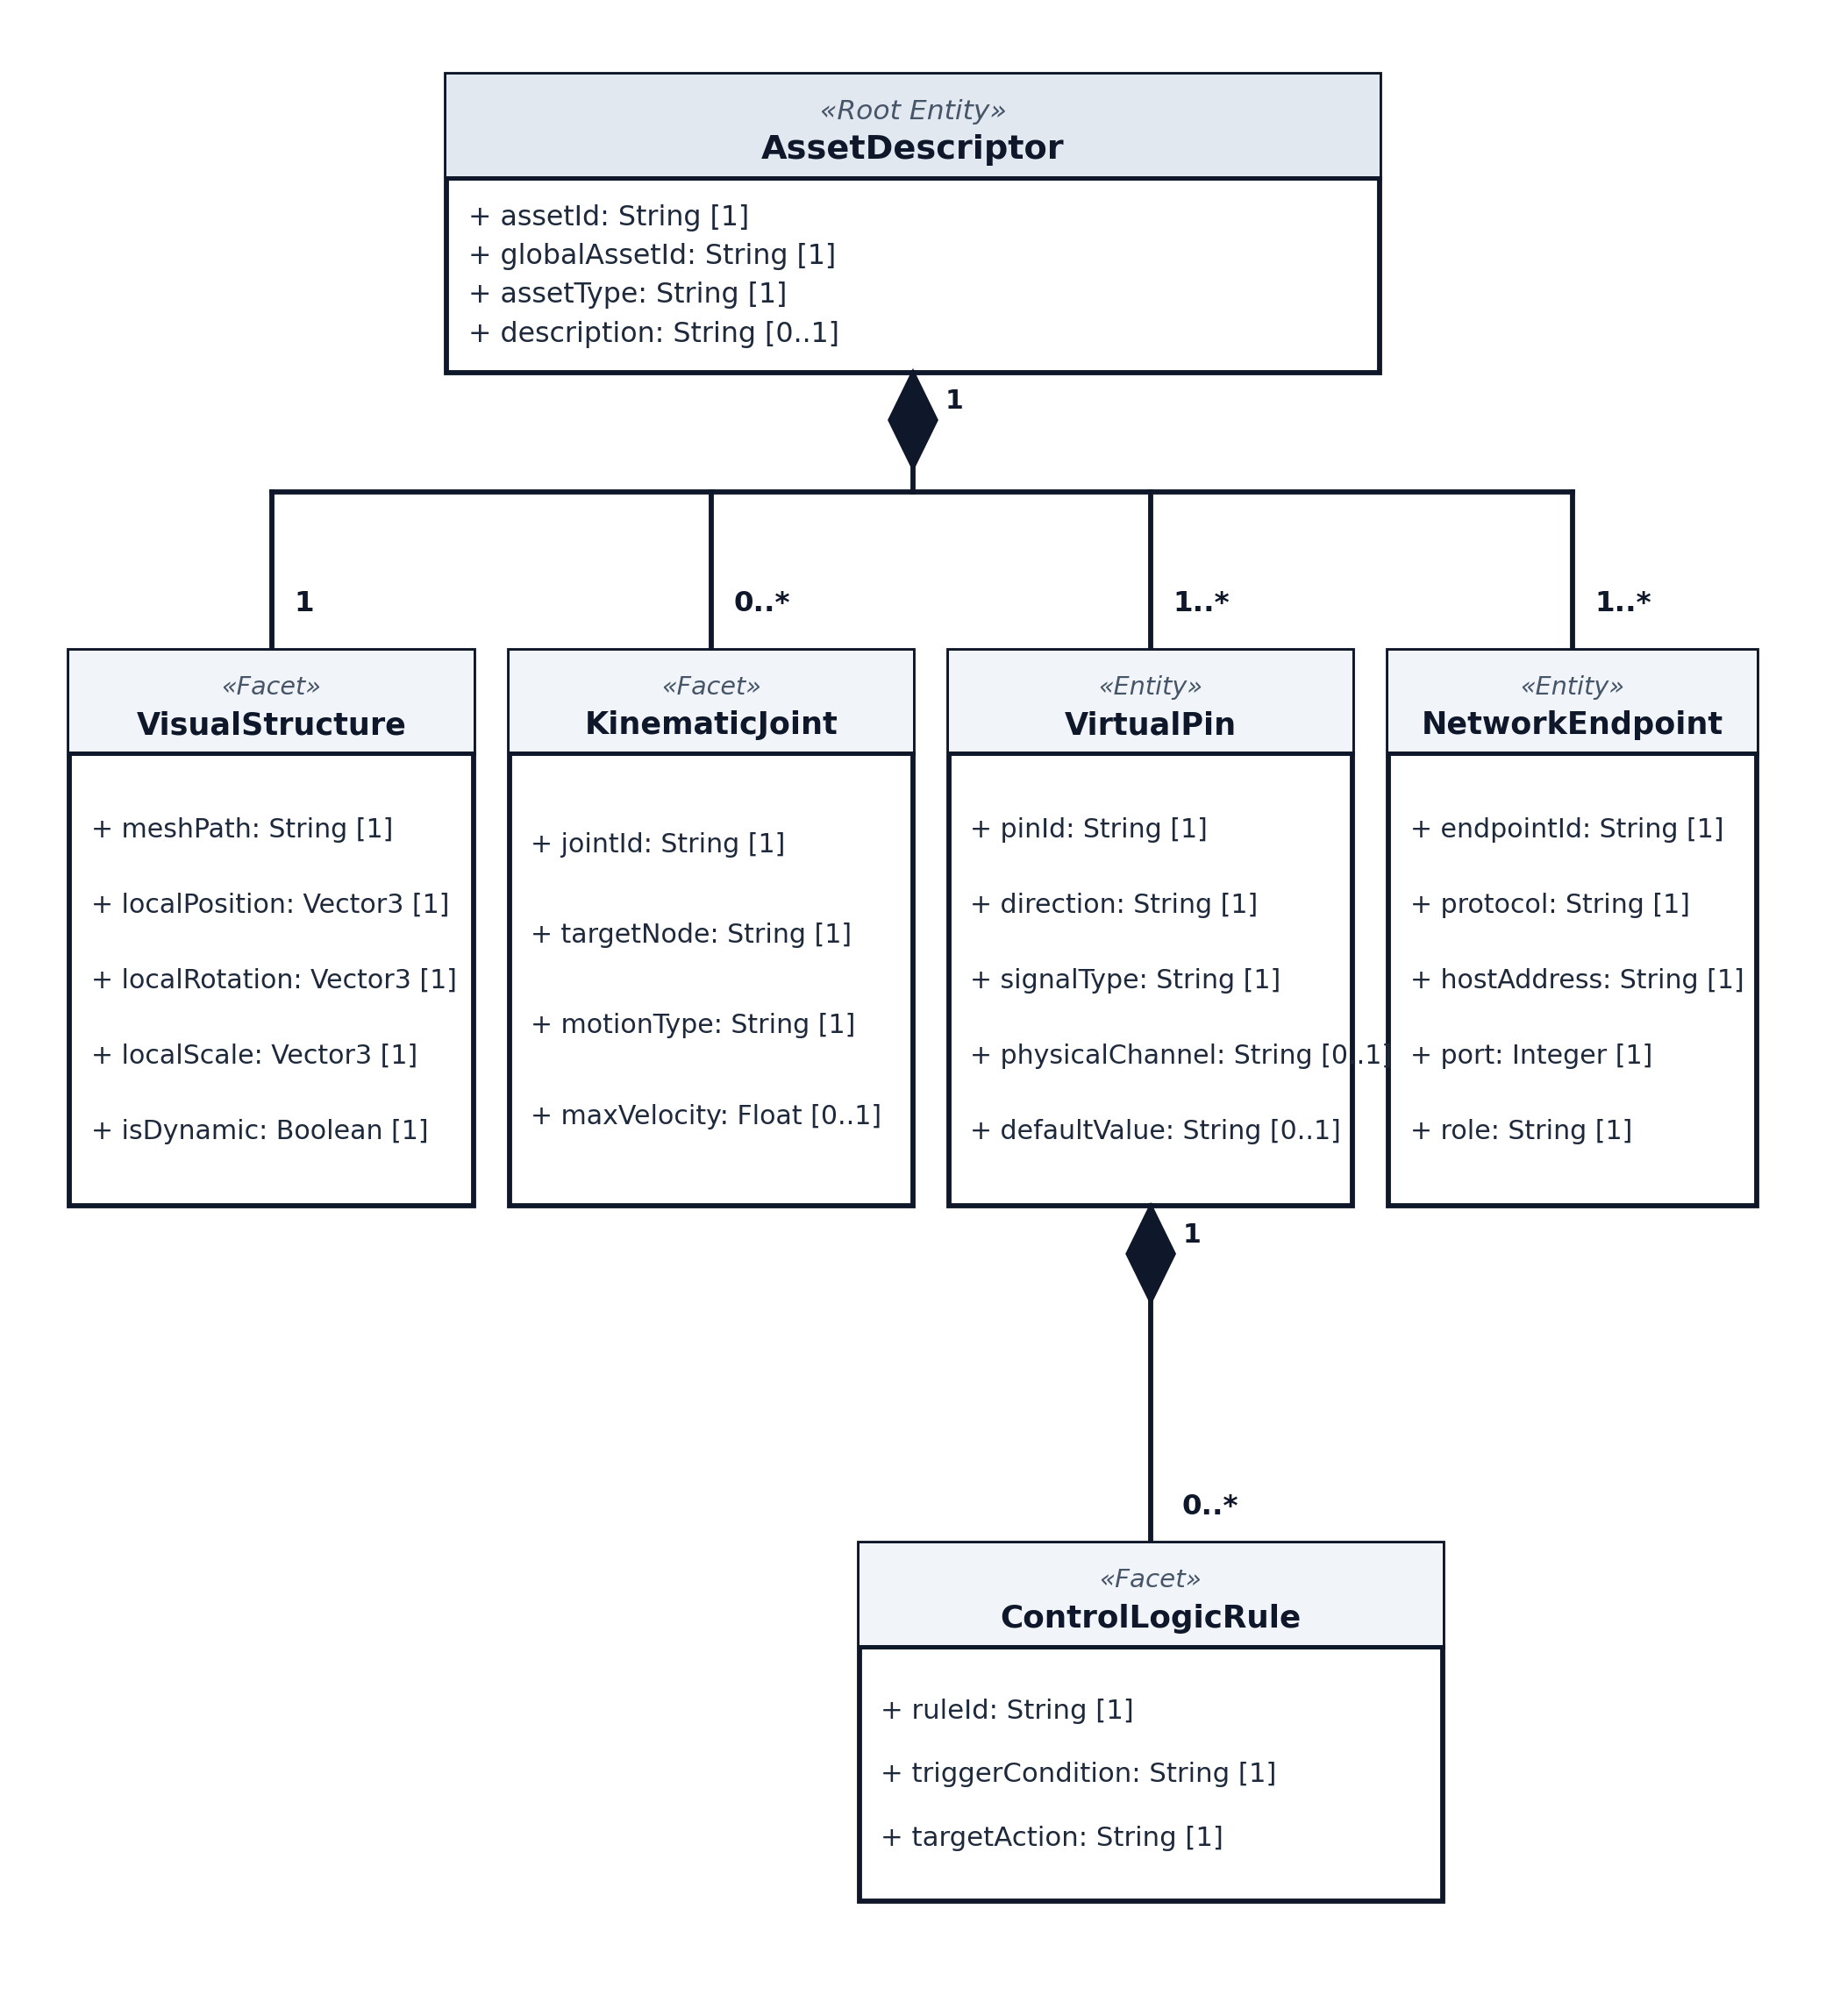 «Root Entity»
AssetDescriptor
+ assetId: String [1]
+ globalAssetId: String [1]
+ assetType: String [1]
+ description: String [0..1]
1
1
0..*
1..*
1..*
«Facet»
VisualStructure
+ meshPath: String [1]
+ localPosition: Vector3 [1]
+ localRotation: Vector3 [1]
+ localScale: Vector3 [1]
+ isDynamic: Boolean [1]
«Facet»
KinematicJoint
+ jointId: String [1]
+ targetNode: String [1]
+ motionType: String [1]
+ maxVelocity: Float [0..1]
«Entity»
VirtualPin
+ pinId: String [1]
+ direction: String [1]
+ signalType: String [1]
+ physicalChannel: String [0..1]
+ defaultValue: String [0..1]
«Entity»
NetworkEndpoint
+ endpointId: String [1]
+ protocol: String [1]
+ hostAddress: String [1]
+ port: Integer [1]
+ role: String [1]
1
0..*
«Facet»
ControlLogicRule
+ ruleId: String [1]
+ triggerCondition: String [1]
+ targetAction: String [1]